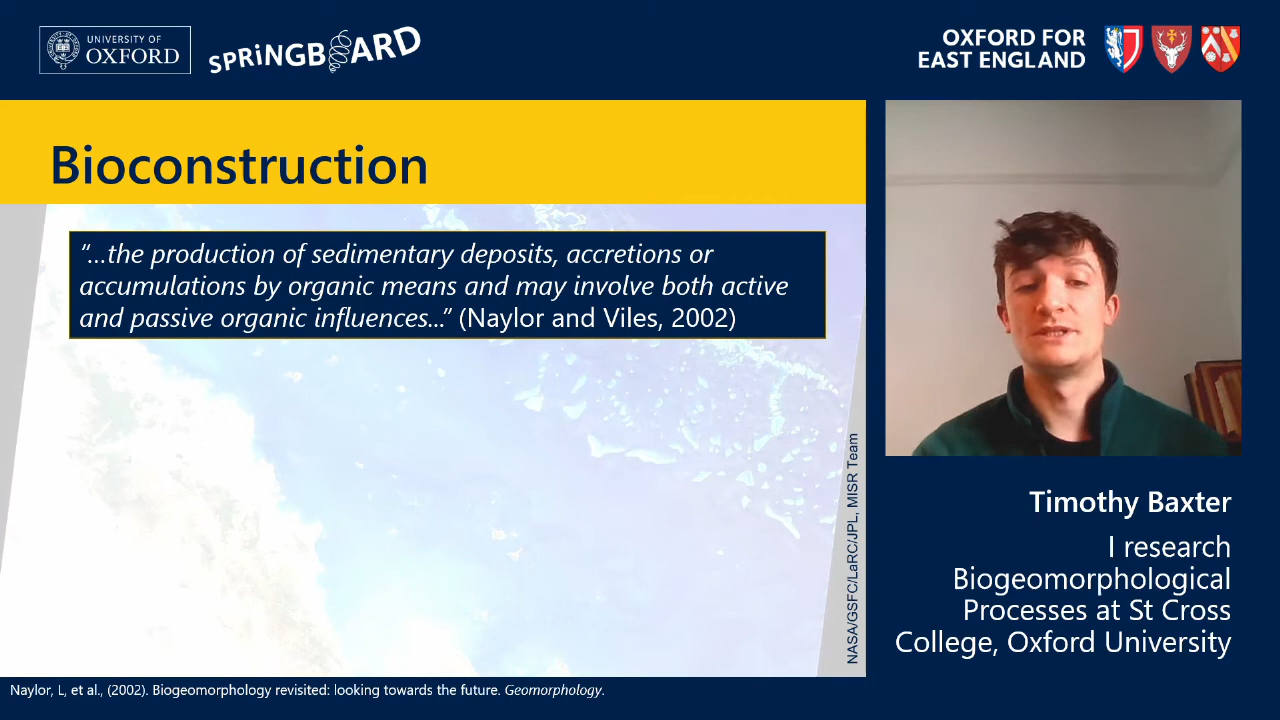 UNIVERSITY OF
OXFORD
SPRiNGBOARD
OXFORD FOR
EAST ENGLAND
Bioconstruction
"...the production of sedimentary deposits, accretions or
accumulations by organic means and may involve both active
and passive organic influences..." (Naylor and Viles, 2002)
NASA/GSFC/LaRC/JPL, MISR Team
Timothy Baxter
I research
Biogeomorphological
Processes at St Cross
College, Oxford University
Naylor, L, et al., (2002). Biogeomorphology revisited: looking towards the future. Geomorphology.